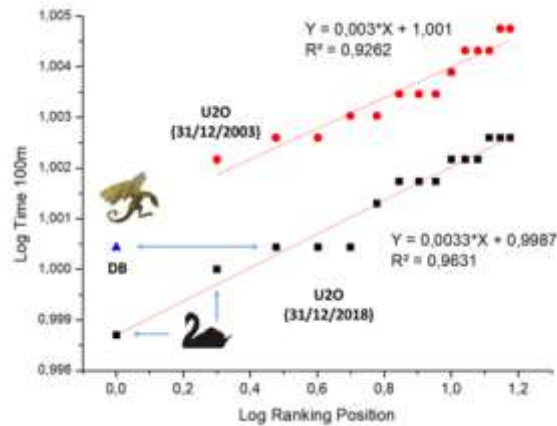 Y = 0,003*X + 1,001
R² = 0,9262
U2O
(31/12/2003)
DB
Y = 0,0033*X + 0,9987
R² = 0,9631
U2O
(31/12/2018)
Log Time 100m
1,005
1,004
1,003
1,002
1,001
1,000
0,999
0,998
0,0
0,2
0,4
0,6
0,8
1,0
1,2
Log Ranking Position